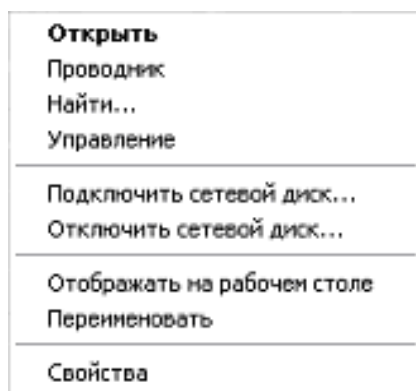 Открыть
Проводник
Найти...
Управление
Подключить сетевой диск...
Отключить сетевой диск...
Отображать на рабочем столе
Переименовать
Свойства